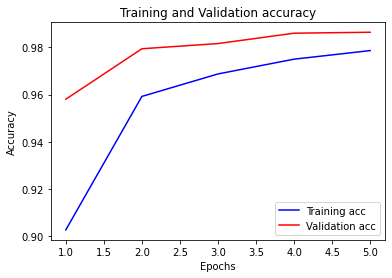 Training and Validation accuracy
Accuracy
0.98
0.96
0.94
0.92
0.90
Training acc
Validation acc
1.0 1.5 2.0 2.5 3.0 3.5 4.0 4.5 5.0
Epochs